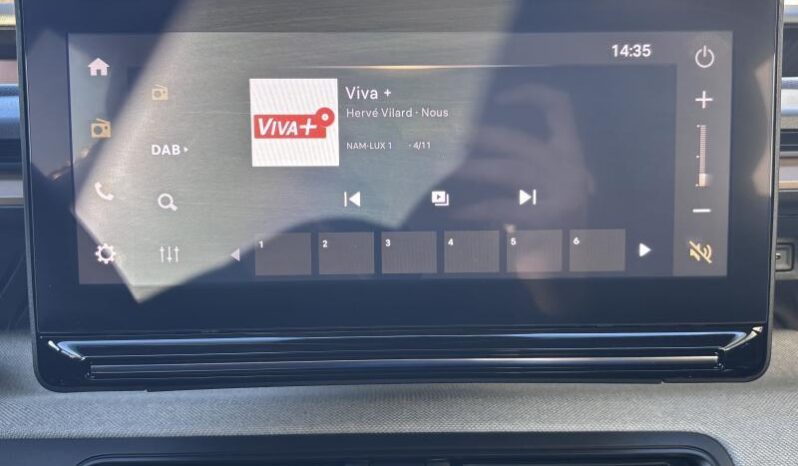 14:35
Viva +
Hervé Vilard · Nous
VIVA+
NAM-LUX 1 · 4/11
DAB
1 2 3 4 5 6